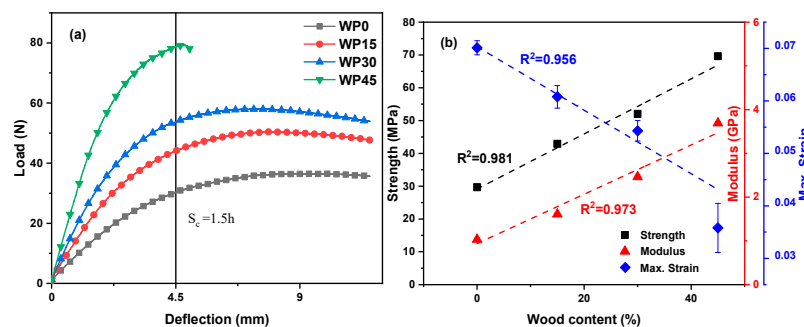 (a)
WP0
WP15
WP30
WP45
80
60
40
20
0
Load (N)
S_c =1.5h
0
4.5
9
Deflection (mm)
(b)
R²=0.956
R²=0.981
R²=0.973
Strength
Modulus
Max. Strain
80
70
60
50
40
30
20
10
0
Strength (MPa)
0
20
40
Wood content (%)
6
4
2
0
Modulus (GPa)
0.07
0.06
0.05
0.04
0.03
Max. Strain